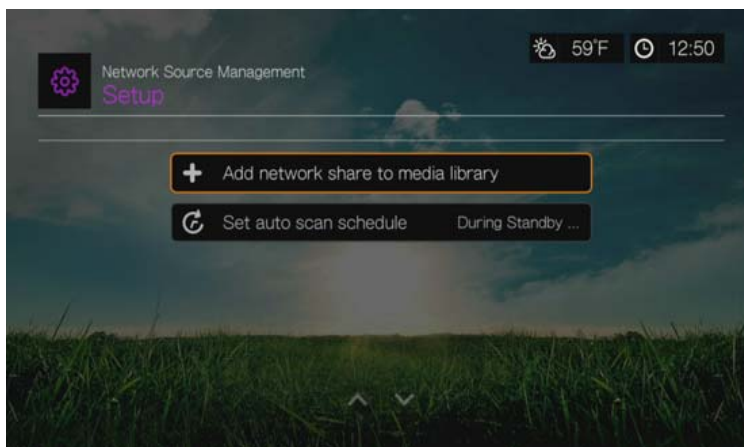 59°F 12:50
Network Source Management
Setup
Add network share to media library
Set auto scan schedule During Standby ...